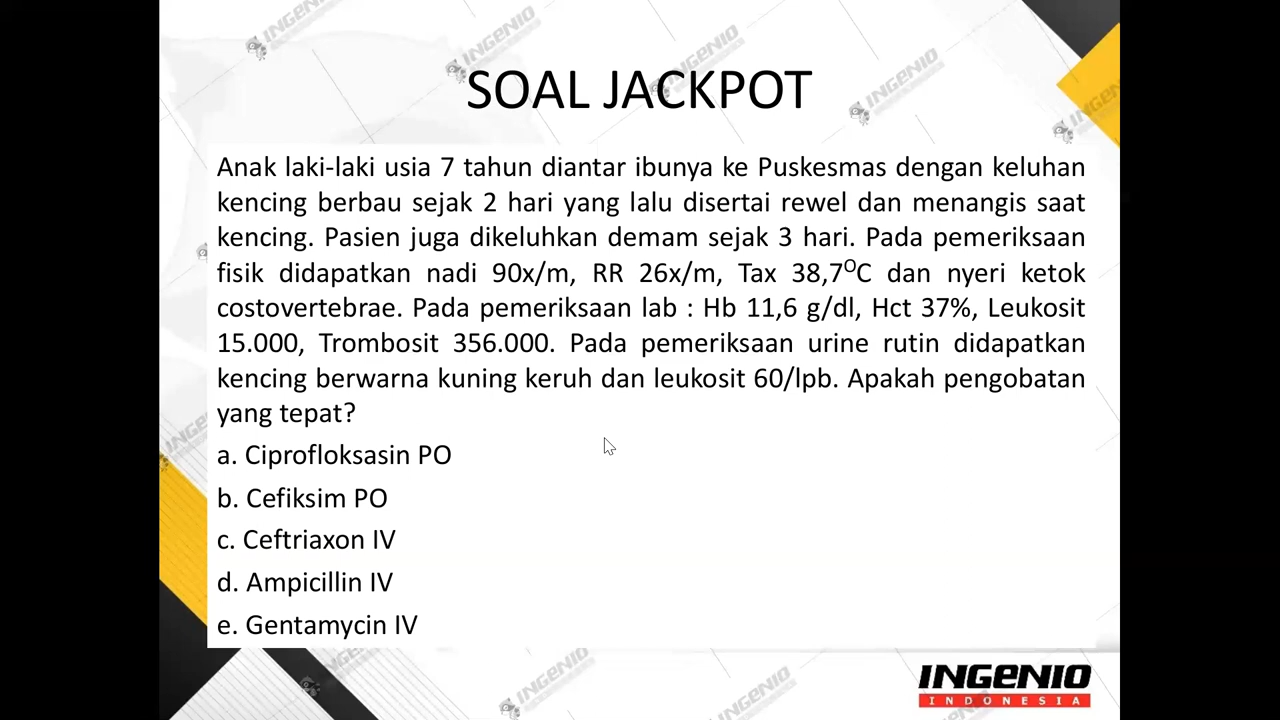 SOAL JACKPOT
Anak laki-laki usia 7 tahun diantar ibunya ke Puskesmas dengan keluhan
kencing berbau sejak 2 hari yang lalu disertai rewel dan menangis saat
kencing. Pasien juga dikeluhkan demam sejak 3 hari. Pada pemeriksaan
fisik didapatkan nadi 90x/m, RR 26x/m, Tax 38,7⁰C dan nyeri ketok
costovertebrae. Pada pemeriksaan lab : Hb 11,6 g/dl, Hct 37%, Leukosit
15.000, Trombosit 356.000. Pada pemeriksaan urine rutin didapatkan
kencing berwarna kuning keruh dan leukosit 60/lpb. Apakah pengobatan
yang tepat?
a. Ciprofloksasin PO
b. Cefiksim PO
c. Ceftriaxon IV
d. Ampicillin IV
e. Gentamycin IV
INGENIO
INDONESIA